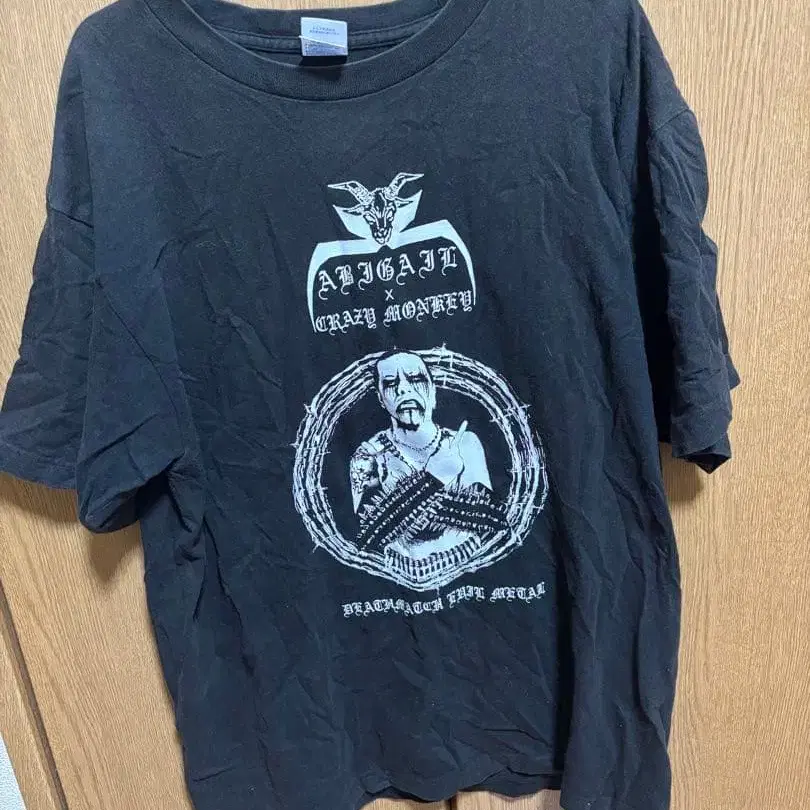 ABIGAIL
X
CRAZY MONKEY
DEATHMATCH EVIL METAL